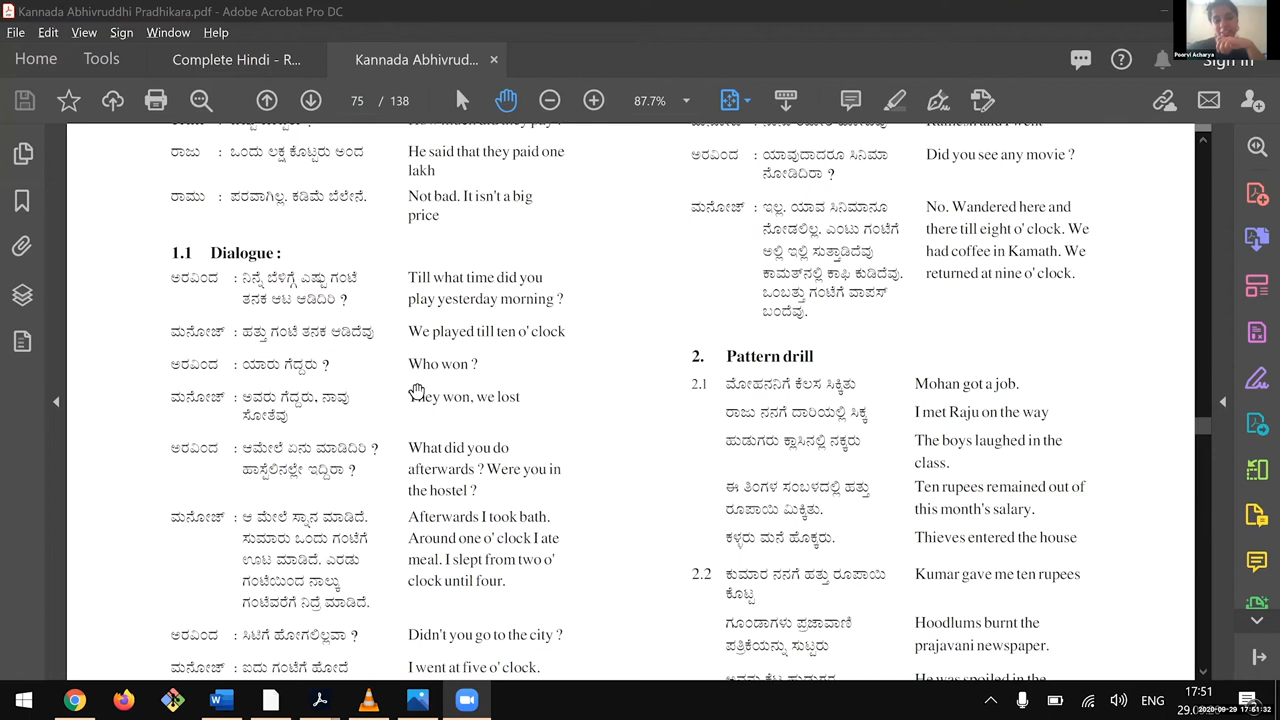 Kannada Abhivruddhi Pradhikara.pdf - Adobe Acrobat Pro DC
File Edit View Sign Window Help
Home Tools Complete Hindi - R... Kannada Abhivrud... ×
75 / 138 87.7%
Poorvi Acharya
ರಾಜು : ಒಂದು ಲಕ್ಷ ಕೊಟ್ಟರು ಅಂದ He said that they paid one
lakh
ರಾಮು : ಪರವಾಗಿಲ್ಲ. ಕಡಿಮೆ ಬೆಲೇನೆ. Not bad. It isn't a big
price
1.1 Dialogue :
ಅರವಿಂದ : ನಿನ್ನೆ ಬೆಳಿಗ್ಗೆ ಎಷ್ಟು ಗಂಟೆ Till what time did you
ತನಕ ಆಟ ಆಡಿದಿರಿ ? play yesterday morning ?
ಮನೋಜ್ : ಹತ್ತು ಗಂಟೆ ತನಕ ಆಡಿದೆವು We played till ten o' clock
ಅರವಿಂದ : ಯಾರು ಗೆದ್ದರು ? Who won ?
ಮನೋಜ್ : ಅವರು ಗೆದ್ದರು, ನಾವು They won, we lost
ಸೋತೆವು
ಅರವಿಂದ : ಆಮೇಲೆ ಏನು ಮಾಡಿದಿರಿ ? What did you do
ಹಾಸ್ಟೆಲಿನಲ್ಲೇ ಇದ್ದಿರಾ ? afterwards ? Were you in
the hostel ?
ಮನೋಜ್ : ಆ ಮೇಲೆ ಸ್ನಾನ ಮಾಡಿದೆ. Afterwards I took bath.
ಸುಮಾರು ಒಂದು ಗಂಟೆಗೆ Around one o' clock I ate
ಊಟ ಮಾಡಿದೆ. ಎರಡು meal. I slept from two o'
ಗಂಟೆಯಿಂದ ನಾಲ್ಕು clock until four.
ಗಂಟೆವರೆಗೆ ನಿದ್ರೆ ಮಾಡಿದೆ.
ಅರವಿಂದ : ಸಿಟಿಗೆ ಹೋಗಲಿಲ್ಲವಾ ? Didn't you go to the city ?
ಮನೋಜ್ : ಐದು ಗಂಟೆಗೆ ಹೋದೆ I went at five o' clock.
ಅರವಿಂದ : ಯಾವುದಾದರೂ ಸಿನಿಮಾ Did you see any movie ?
ನೋಡಿದಿರಾ ?
ಮನೋಜ್ : ಇಲ್ಲ. ಯಾವ ಸಿನಿಮಾನೂ No. Wandered here and
ನೋಡಲಿಲ್ಲ. ಎಂಟು ಗಂಟೆಗೆ there till eight o' clock. We
ಅಲ್ಲಿ ಇಲ್ಲಿ ಸುತ್ತಾಡಿದೆವು had coffee in Kamath. We
ಕಾಮತ್‌ನಲ್ಲಿ ಕಾಫಿ ಕುಡಿದೆವು. returned at nine o' clock.
ಒಂಬತ್ತು ಗಂಟೆಗೆ ವಾಪಸ್
ಬಂದೆವು.
2. Pattern drill
2.1 ಮೋಹನನಿಗೆ ಕೆಲಸ ಸಿಕ್ಕಿತು Mohan got a job.
ರಾಜು ನನಗೆ ದಾರಿಯಲ್ಲಿ ಸಿಕ್ಕ I met Raju on the way
ಹುಡುಗರು ಕ್ಲಾಸಿನಲ್ಲಿ ನಕ್ಕರು The boys laughed in the
class.
ಈ ತಿಂಗಳ ಸಂಬಳದಲ್ಲಿ ಹತ್ತು Ten rupees remained out of
ರೂಪಾಯಿ ಮಿಕ್ಕಿತು. this month's salary.
ಕಳ್ಳರು ಮನೆ ಹೊಕ್ಕರು. Thieves entered the house
2.2 ಕುಮಾರ ನನಗೆ ಹತ್ತು ರೂಪಾಯಿ Kumar gave me ten rupees
ಕೊಟ್ಟ
ಗೂಂಡಾಗಳು ಪ್ರಜಾವಾಣಿ Hoodlums burnt the
ಪತ್ರಿಕೆಯನ್ನು ಸುಟ್ಟರು prajavani newspaper.
He was spoiled in the
ENG 17:51
2020-09-29 17:51:32